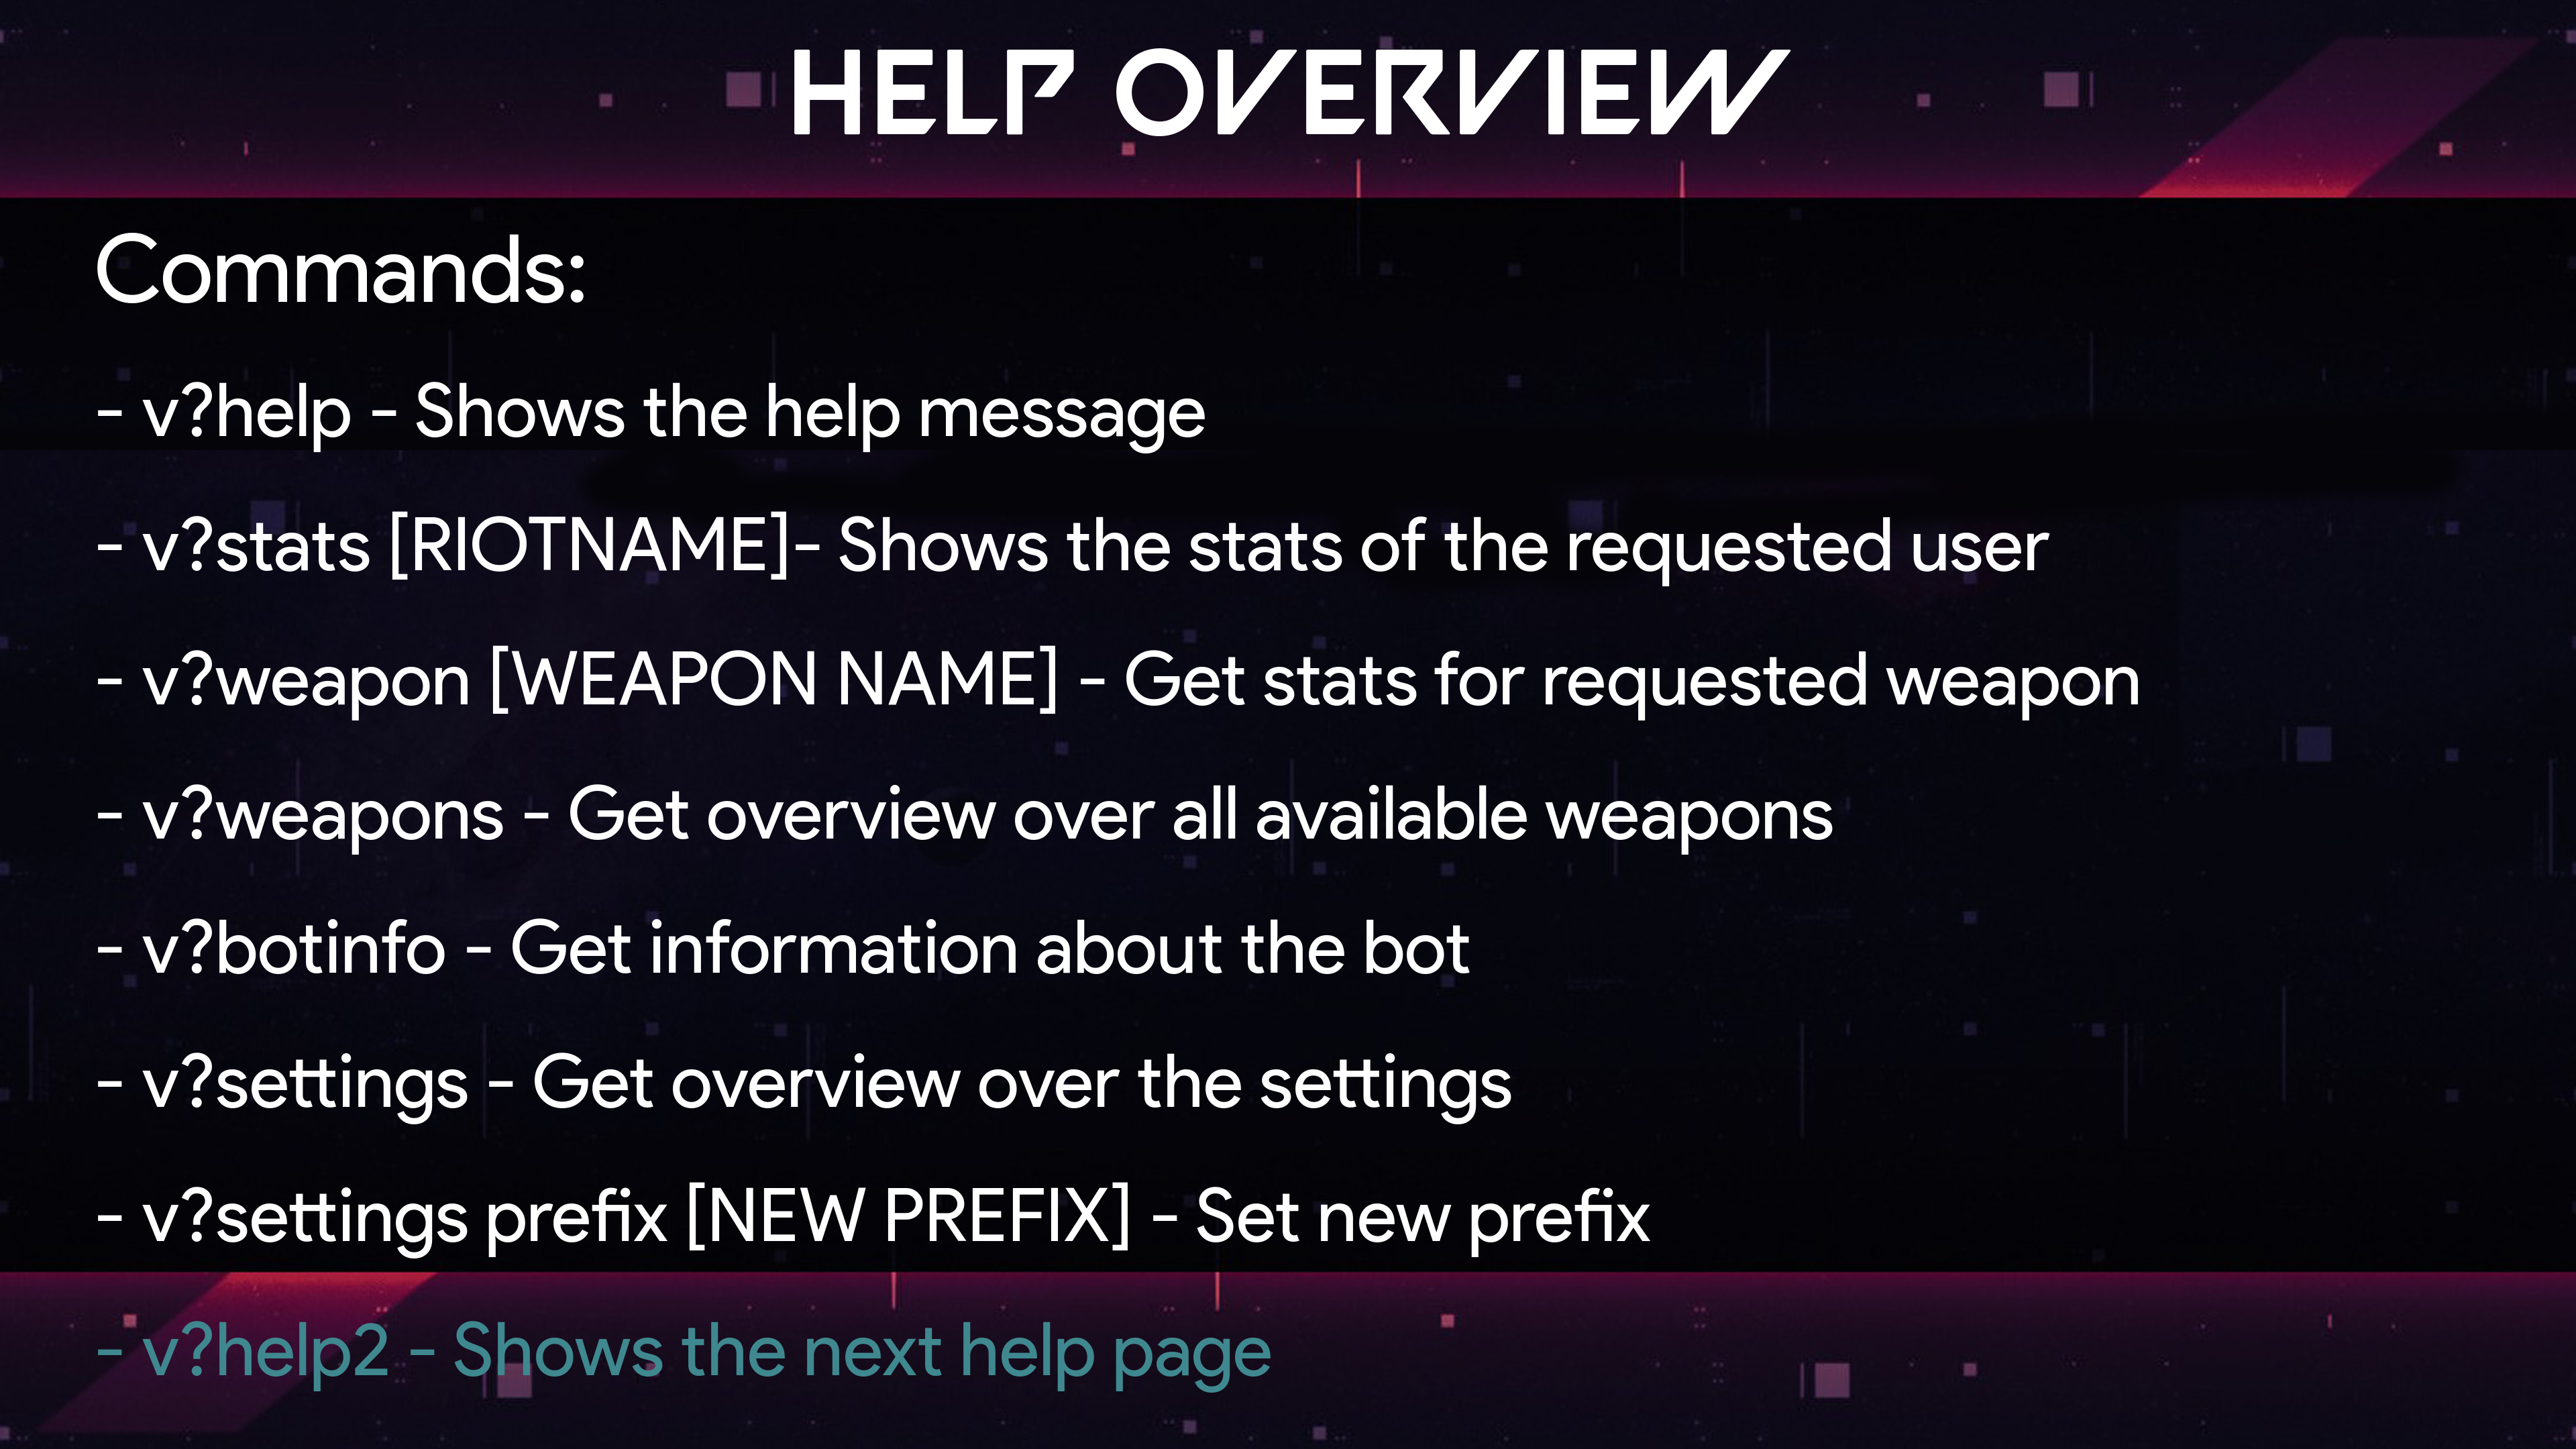 HELP OVERVIEW
Commands:
- v?help - Shows the help message
- v?stats [RIOTNAME]- Shows the stats of the requested user
- v?weapon [WEAPON NAME] - Get stats for requested weapon
- v?weapons - Get overview over all available weapons
- v?botinfo - Get information about the bot
- v?settings - Get overview over the settings
- v?settings prefix [NEW PREFIX] - Set new prefix
- v?help2 - Shows the next help page